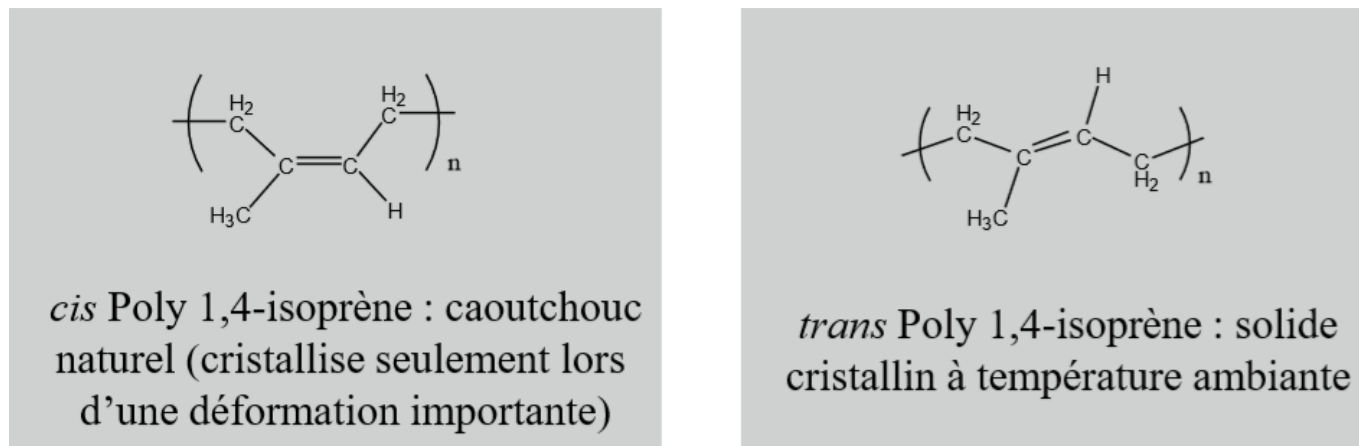 H₂
C
H₂
C
C
C
H₃C
H
n
cis Poly 1,4-isoprène : caoutchouc
naturel (cristallise seulement lors
d’une déformation importante)
H
H₂
C
C
C
C
H₂
H₃C
n
trans Poly 1,4-isoprène : solide
cristallin à température ambiante